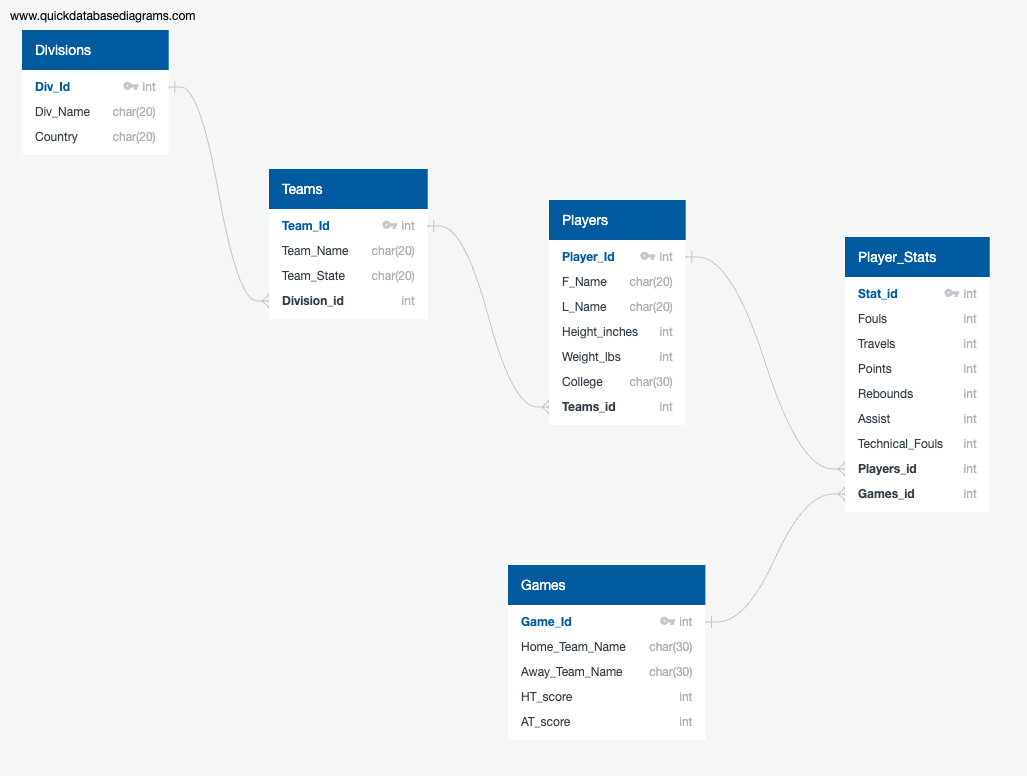 www.quickdatabasediagrams.com
Divisions
Div_Id int
Div_Name char(20)
Country char(20)
Teams
Team_Id int
Team_Name char(20)
Team_State char(20)
Division_id int
Players
Player_Id int
F_Name char(20)
L_Name char(20)
Height_inches int
Weight_lbs int
College char(30)
Teams_id int
Player_Stats
Stat_id int
Fouls int
Travels int
Points int
Rebounds int
Assist int
Technical_Fouls int
Players_id int
Games_id int
Games
Game_Id int
Home_Team_Name char(30)
Away_Team_Name char(30)
HT_score int
AT_score int